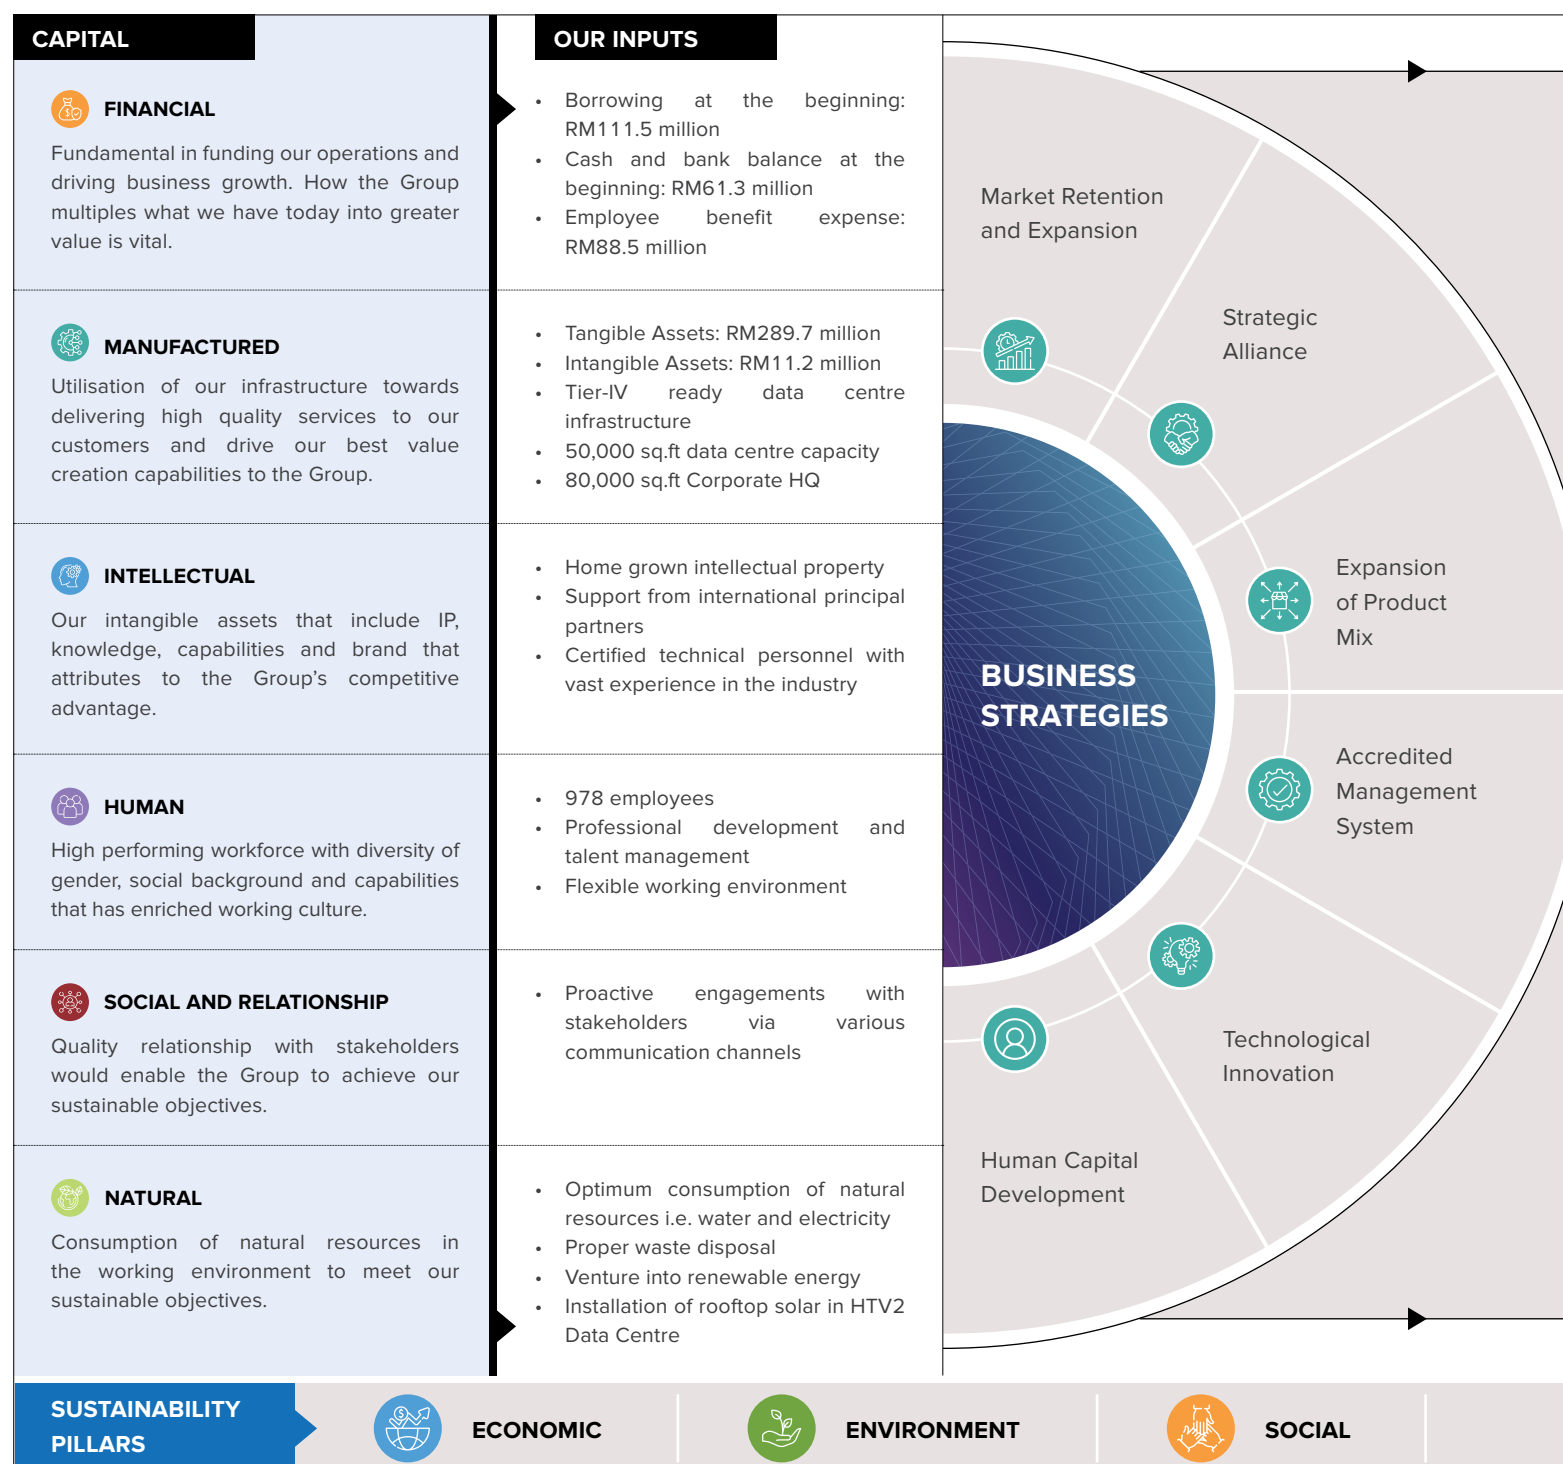 CAPITAL
FINANCIAL
Fundamental in funding our operations and
driving business growth. How the Group
multiples what we have today into greater
value is vital.
MANUFACTURED
Utilisation of our infrastructure towards
delivering high quality services to our
customers and drive our best value
creation capabilities to the Group.
INTELLECTUAL
Our intangible assets that include IP,
knowledge, capabilities and brand that
attributes to the Group's competitive
advantage.
HUMAN
High performing workforce with diversity of
gender, social background and capabilities
that has enriched working culture.
SOCIAL AND RELATIONSHIP
Quality relationship with stakeholders
would enable the Group to achieve our
sustainable objectives.
NATURAL
Consumption of natural resources in
the working environment to meet our
sustainable objectives.
OUR INPUTS
• Borrowing at the beginning:
RM111.5 million
• Cash and bank balance at the
beginning: RM61.3 million
• Employee benefit expense:
RM88.5 million
• Tangible Assets: RM289.7 million
• Intangible Assets: RM11.2 million
• Tier-IV ready data centre
infrastructure
• 50,000 sq.ft data centre capacity
• 80,000 sq.ft Corporate HQ
• Home grown intellectual property
• Support from international principal
partners
• Certified technical personnel with
vast experience in the industry
• 978 employees
• Professional development and
talent management
• Flexible working environment
• Proactive engagements with
stakeholders via various
communication channels
• Optimum consumption of natural
resources i.e. water and electricity
• Proper waste disposal
• Venture into renewable energy
• Installation of rooftop solar in HTV2
Data Centre
BUSINESS
STRATEGIES
Market Retention
and Expansion
Strategic
Alliance
Expansion
of Product
Mix
Accredited
Management
System
Technological
Innovation
Human Capital
Development
SUSTAINABILITY
PILLARS
ECONOMIC
ENVIRONMENT
SOCIAL